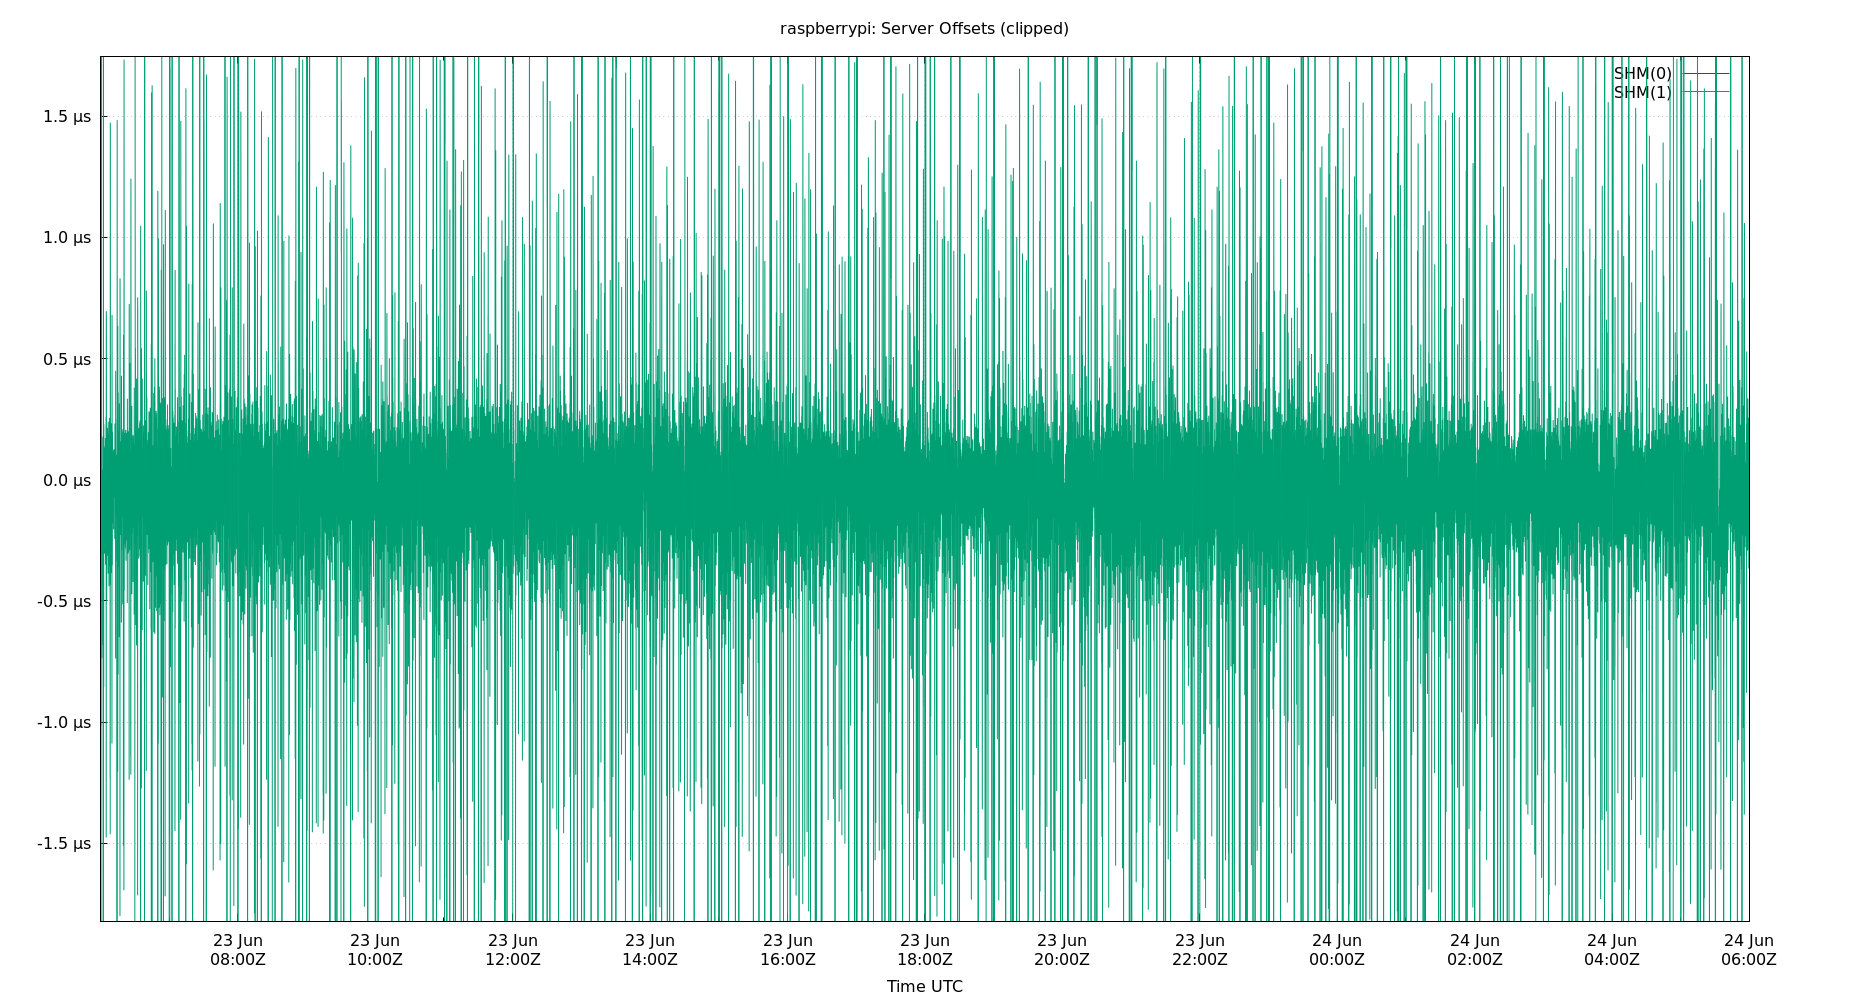 raspberrypi: Server Offsets (clipped)
SHM(0)
SHM(1)
1.5 µs
1.0 µs
0.5 µs
0.0 µs
-0.5 µs
-1.0 µs
-1.5 µs
23 Jun 23 Jun 23 Jun 23 Jun 23 Jun 23 Jun 23 Jun 23 Jun 24 Jun 24 Jun 24 Jun 24 Jun
08:00Z 10:00Z 12:00Z 14:00Z 16:00Z 18:00Z 20:00Z 22:00Z 00:00Z 02:00Z 04:00Z 06:00Z
Time UTC